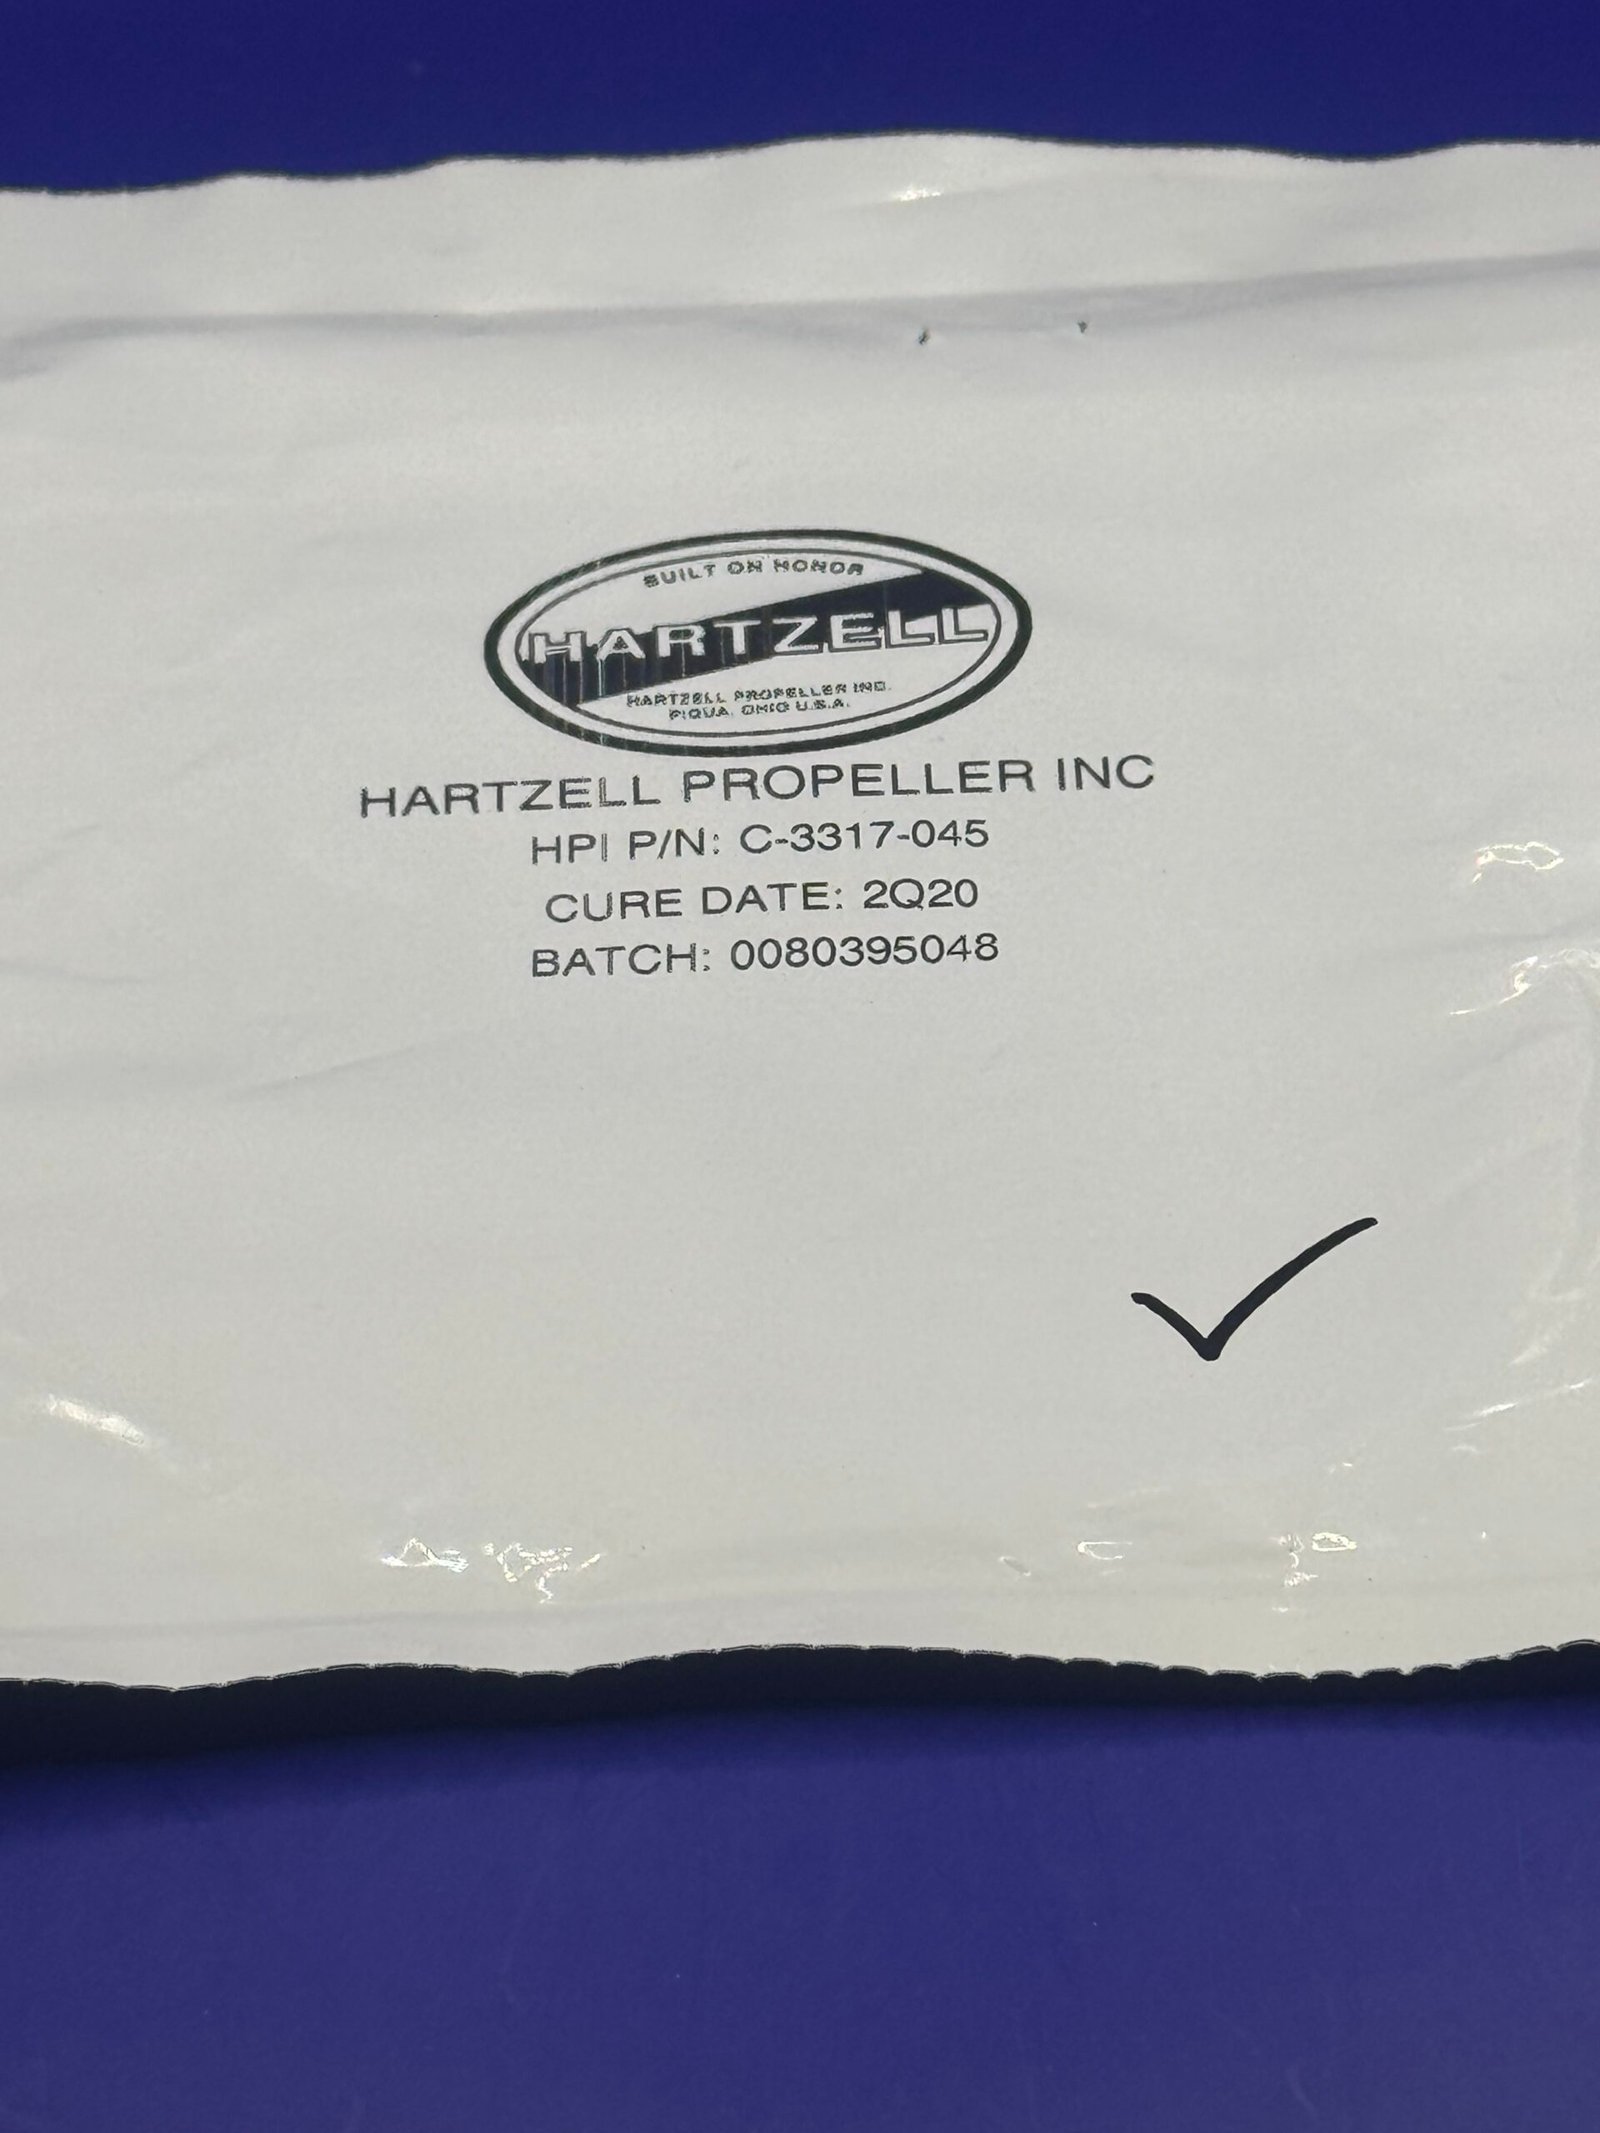 BUILT ON HONOR
HARTZELL
HARTZELL PROPELLER INC.
PIQUA, OHIO U.S.A.
HARTZELL PROPELLER INC
HPI P/N: C-3317-045
CURE DATE: 2Q20
BATCH: 0080395048